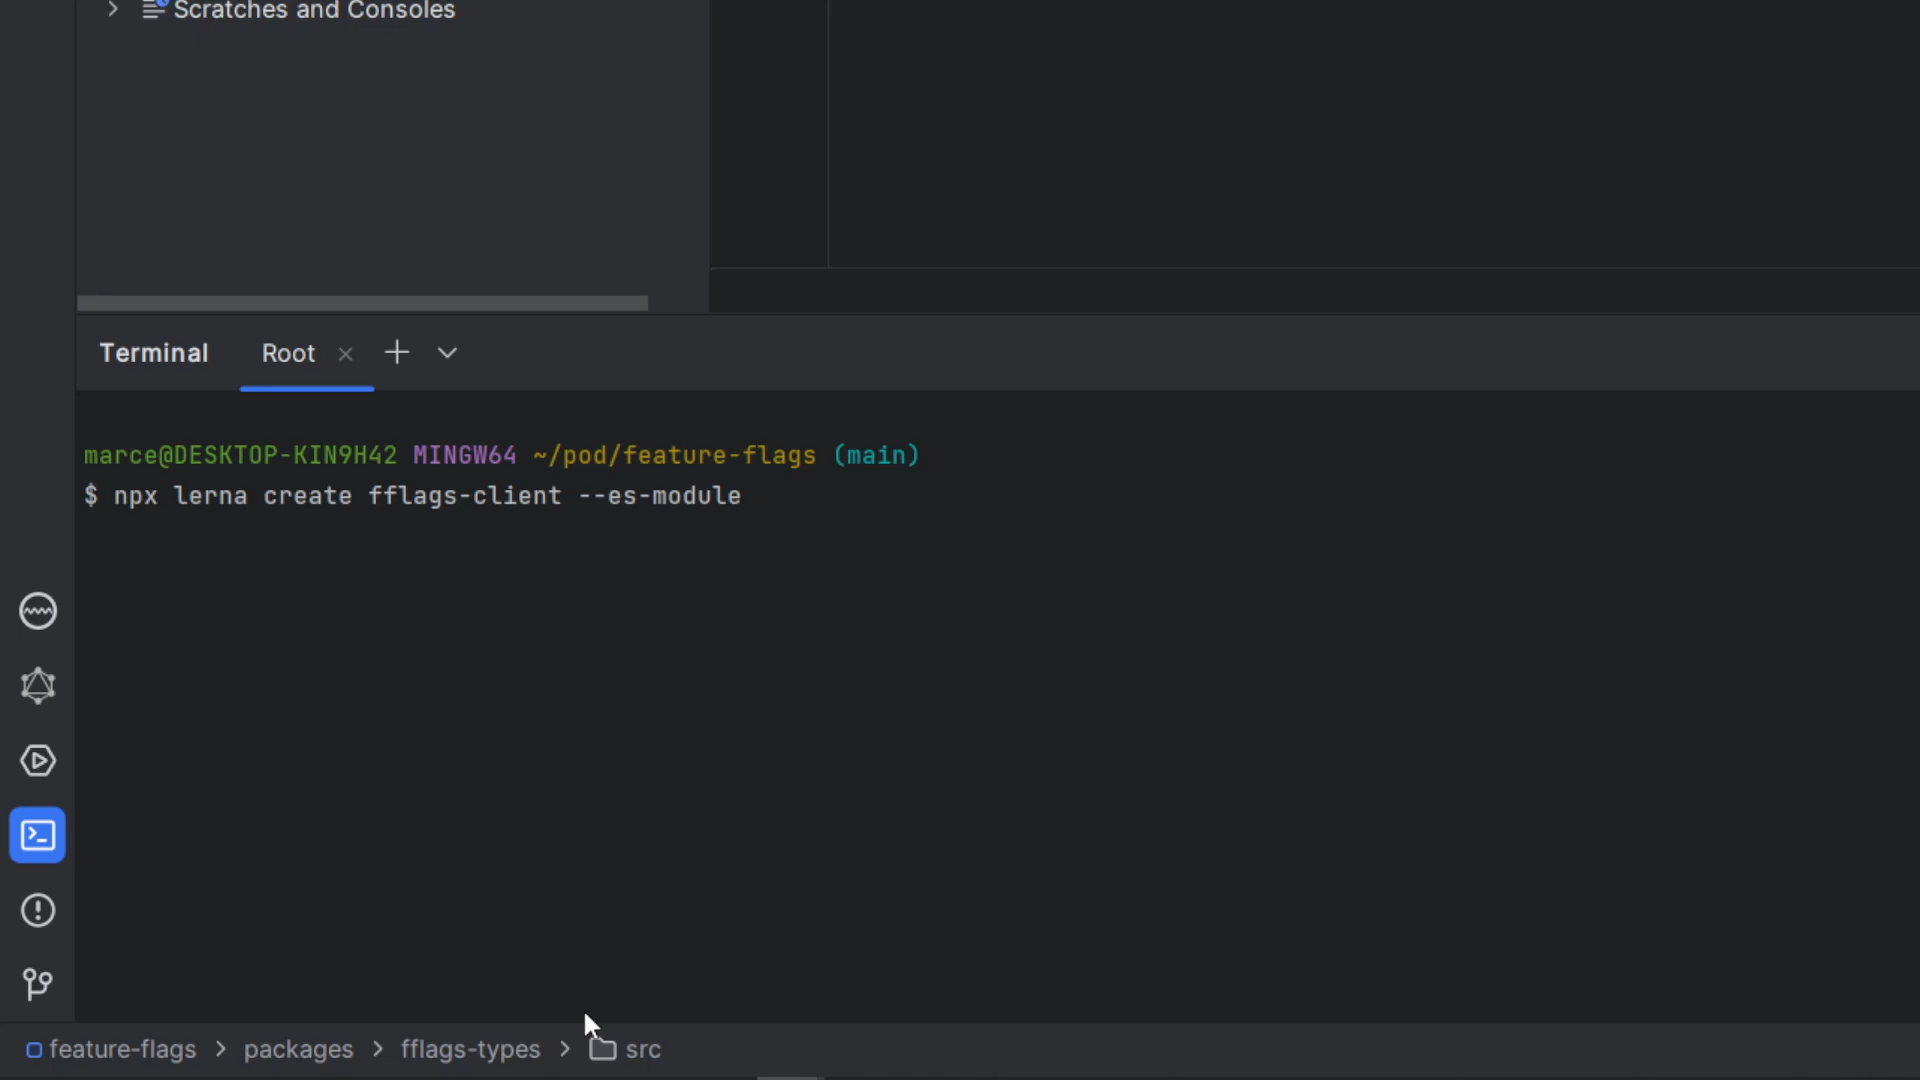 Scratches and Consoles
Terminal Root
marce@DESKTOP-KIN9H42 MINGW64 ~/pod/feature-flags (main)
$ npx lerna create fflags-client --es-module
feature-flags > packages > fflags-types > src